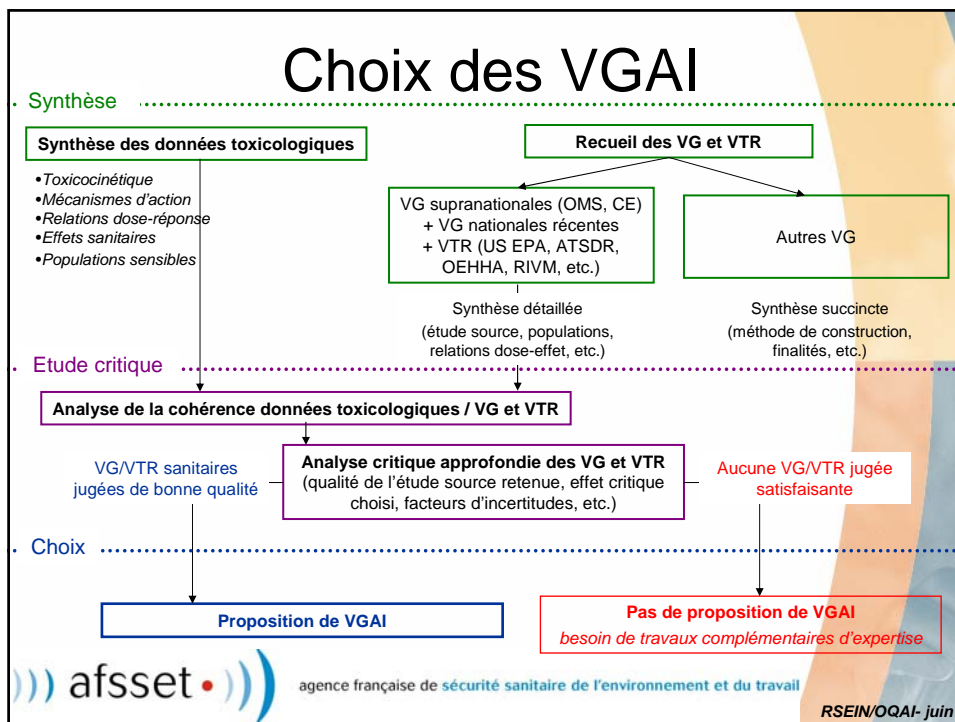 Choix des VGAI
Synthèse
Synthèse des données toxicologiques
•Toxicocinétique
•Mécanismes d'action
•Relations dose-réponse
•Effets sanitaires
•Populations sensibles
Recueil des VG et VTR
VG supranationales (OMS, CE)
+ VG nationales récentes
+ VTR (US EPA, ATSDR,
OEHHA, RIVM, etc.)
Autres VG
Synthèse détaillée
(étude source, populations,
relations dose-effet, etc.)
Synthèse succincte
(méthode de construction,
finalités, etc.)
Etude critique
Analyse de la cohérence données toxicologiques / VG et VTR
VG/VTR sanitaires
jugées de bonne qualité
Analyse critique approfondie des VG et VTR
(qualité de l'étude source retenue, effet critique
choisi, facteurs d'incertitudes, etc.)
Aucune VG/VTR jugée
satisfaisante
Choix
Proposition de VGAI
Pas de proposition de VGAI
besoin de travaux complémentaires d'expertise
afsset
agence française de sécurité sanitaire de l'environnement et du travail
RSEIN/OQAI- juin